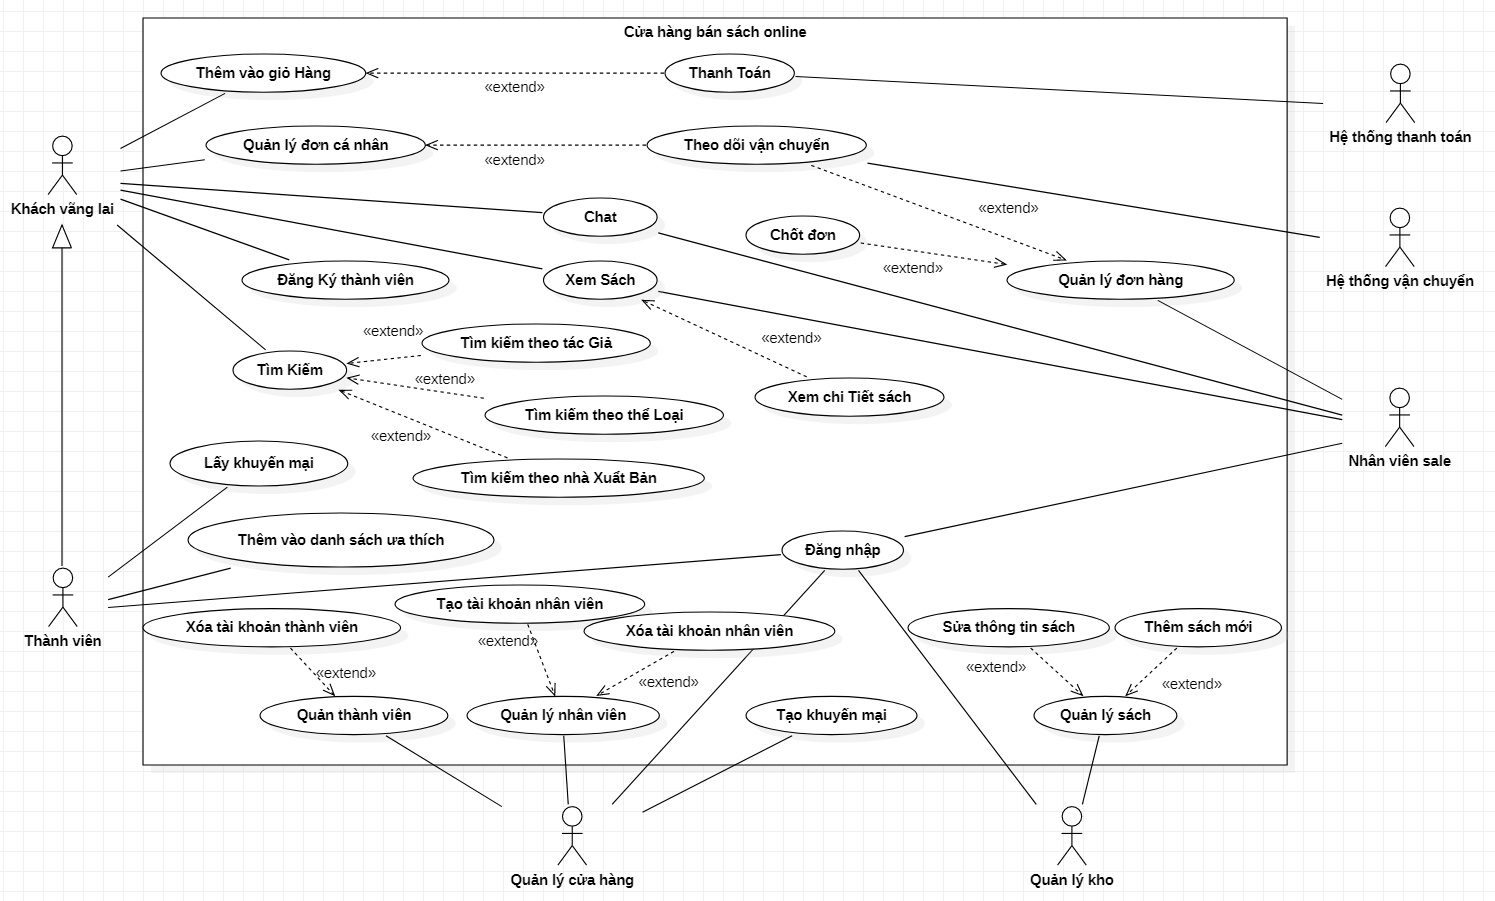 Cửa hàng bán sách online
Thêm vào giỏ Hàng
«extend»
Thanh Toán
Hệ thống thanh toán
Quản lý đơn cá nhân
«extend»
Theo dõi vận chuyển
Khách vãng lai
Chat
«extend»
Chốt đơn
«extend»
Hệ thống vận chuyển
Đăng Ký thành viên
Xem Sách
Quản lý đơn hàng
«extend»
Tìm kiếm theo tác Giả
«extend»
Tìm Kiếm
«extend»
Xem chi Tiết sách
Tìm kiếm theo thể Loại
«extend»
Lấy khuyến mại
Tìm kiếm theo nhà Xuất Bản
Nhân viên sale
Thêm vào danh sách ưa thích
Đăng nhập
Thành viên
Tạo tài khoản nhân viên
Xóa tài khoản thành viên
«extend»
Xóa tài khoản nhân viên
Sửa thông tin sách
Thêm sách mới
«extend»
«extend»
«extend»
«extend»
Quản thành viên
Quản lý nhân viên
Tạo khuyến mại
Quản lý sách
Quản lý cửa hàng
Quản lý kho